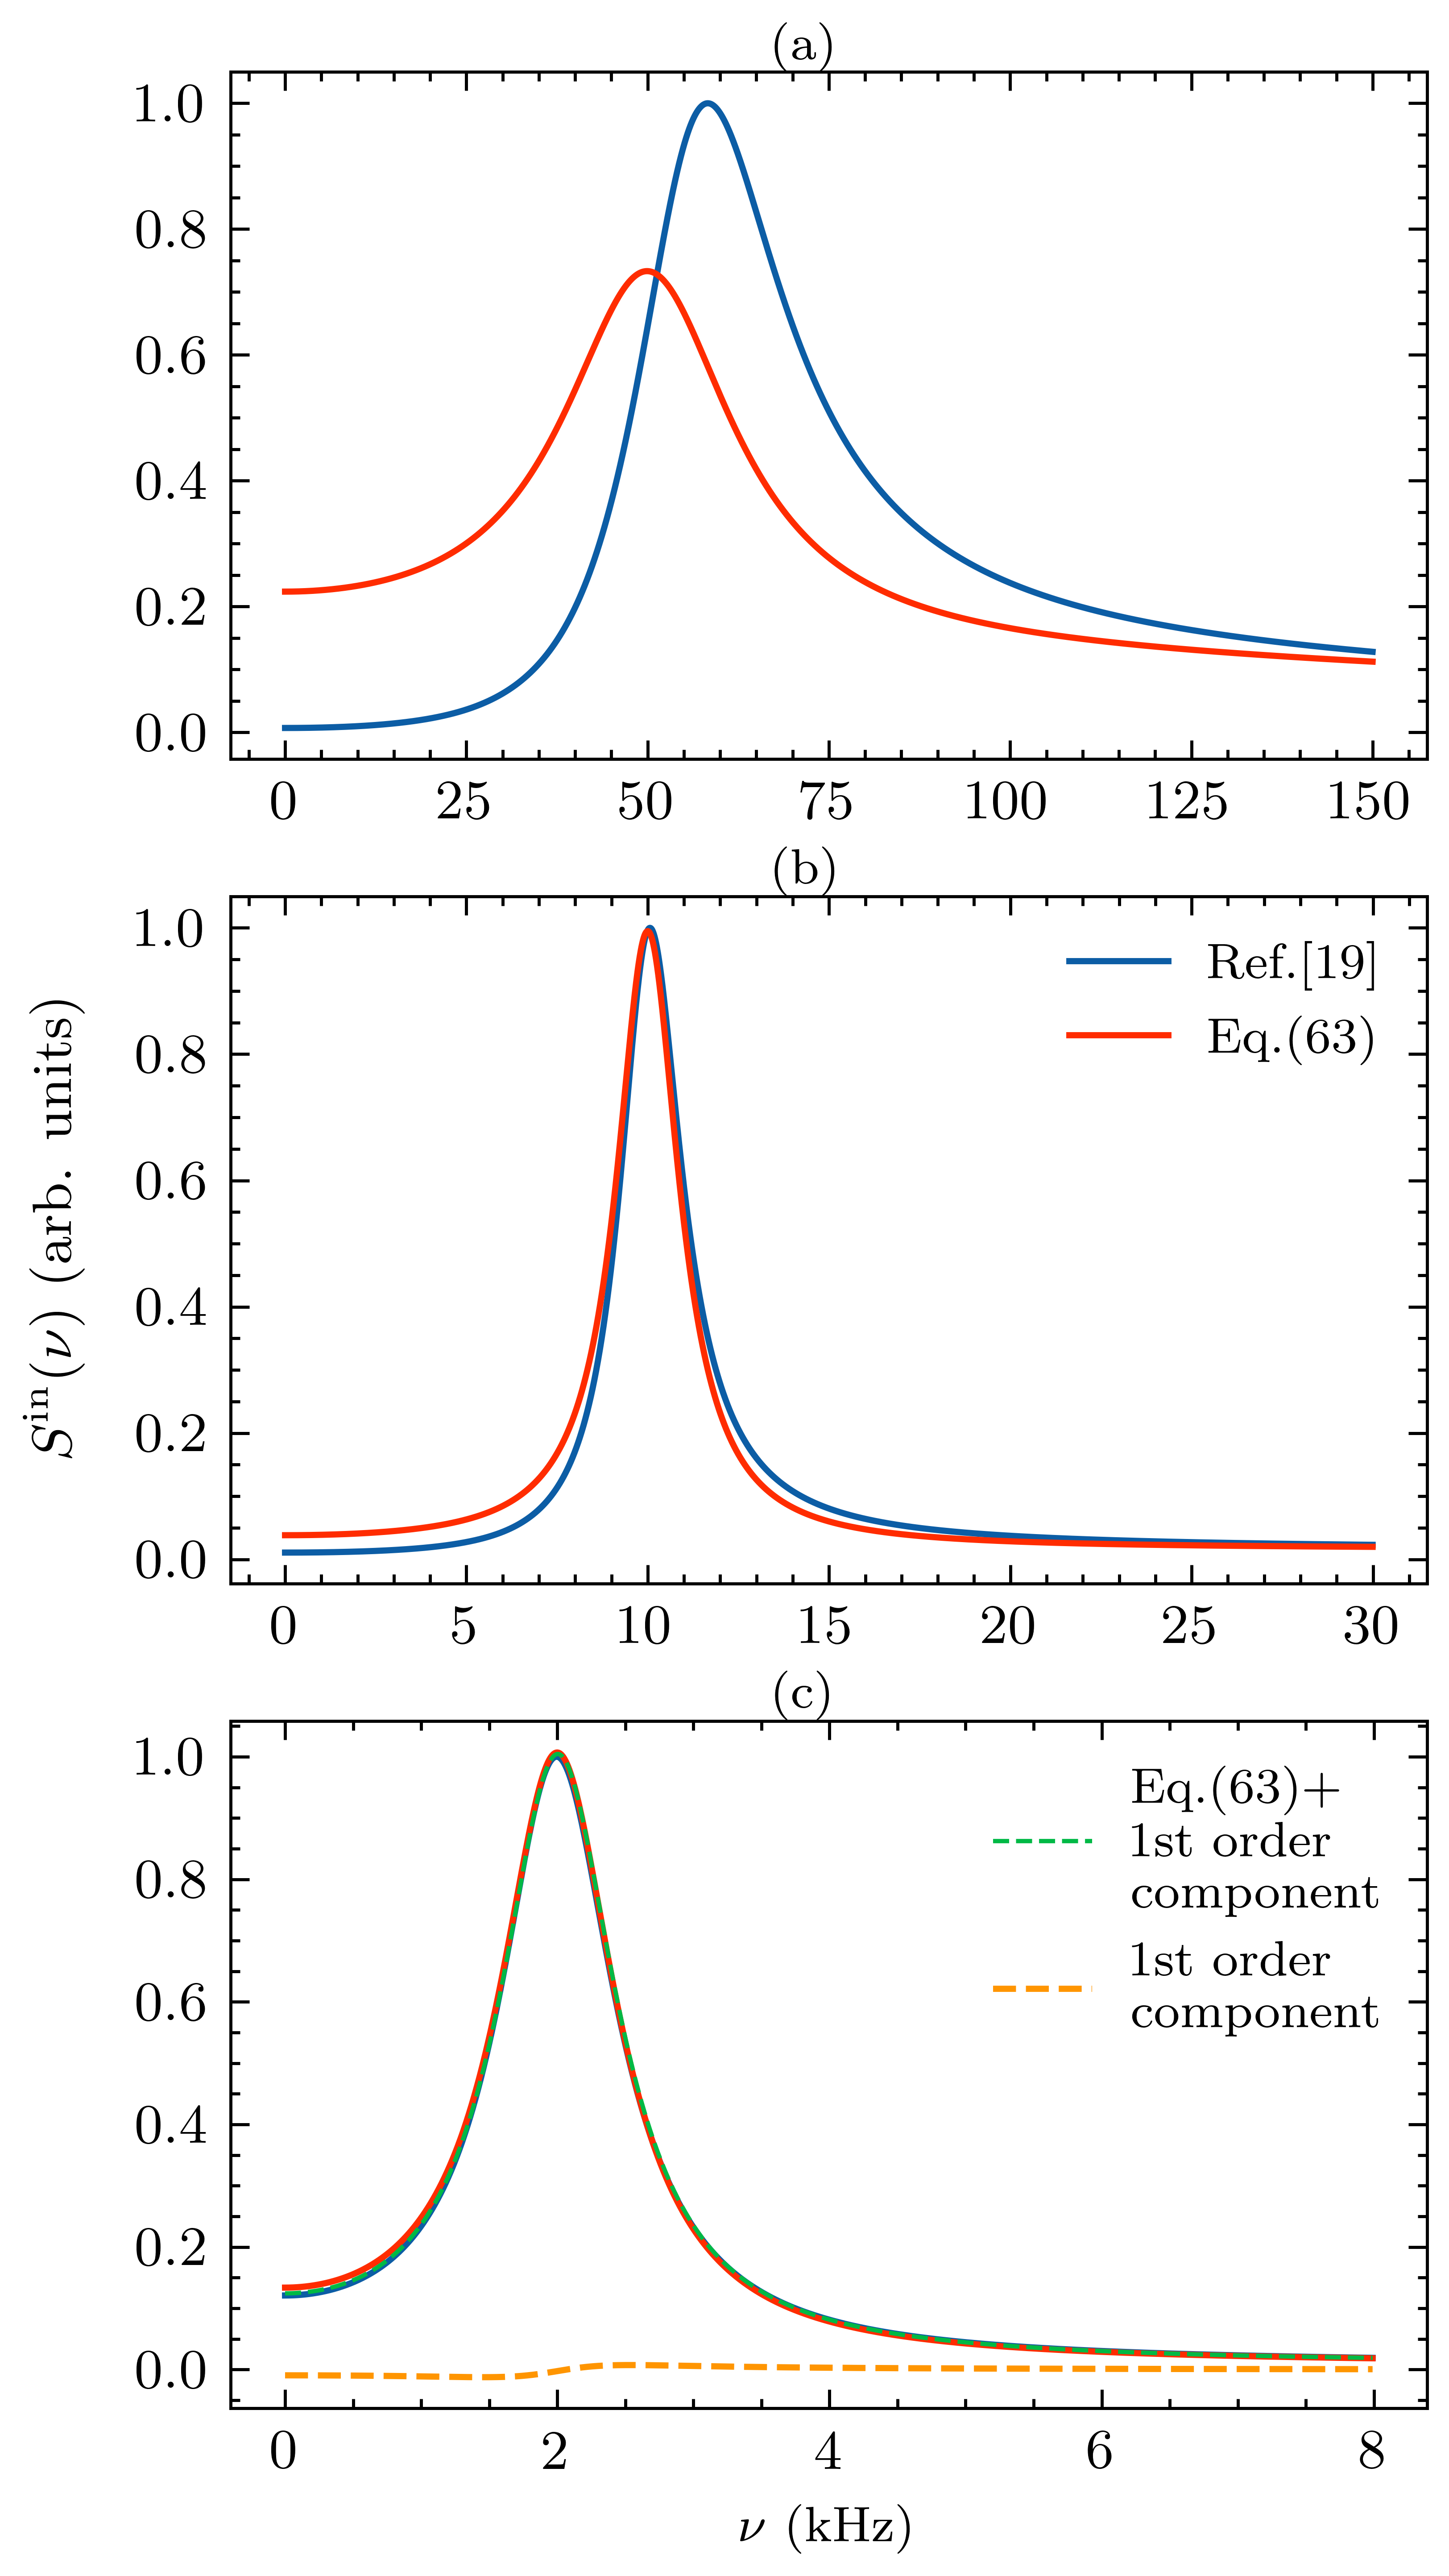 (a)
1.0
0.8
0.6
0.4
0.2
0.0
0 25 50 75 100 125 150
(b)
1.0
0.8
0.6
0.4
0.2
0.0
Ref.[19]
Eq.(63)
0 5 10 15 20 25 30
S^in(ν) (arb. units)
(c)
1.0
0.8
0.6
0.4
0.2
0.0
Eq.(63)+
1st order
component
1st order
component
0 2 4 6 8
ν (kHz)